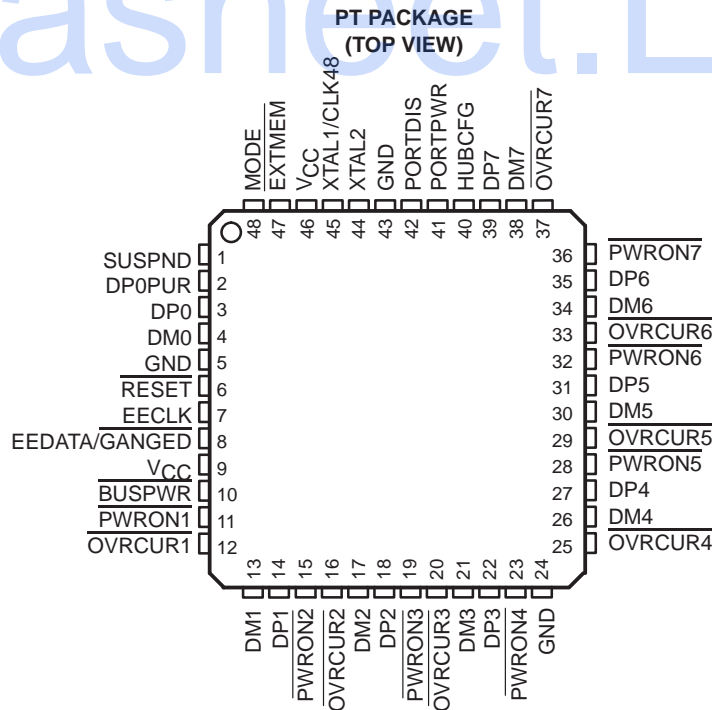 asheet.
PT PACKAGE
(TOP VIEW)
MODE
EXTMEM
VCC
XTAL1/CLK48
XTAL2
GND
PORTDIS
PORTPWR
HUBCFG
DP7
DM7
OVRCUR7
48
47
46
45
44
43
42
41
40
39
38
37
SUSPND 1
DP0PUR 2
DP0 3
DM0 4
GND 5
RESET 6
EECLK 7
EEDATA/GANGED 8
VCC 9
BUSPWR 10
PWRON1 11
OVRCUR1 12
36 PWRON7
35 DP6
34 DM6
33 OVRCUR6
32 PWRON6
31 DP5
30 DM5
29 OVRCUR5
28 PWRON5
27 DP4
26 DM4
25 OVRCUR4
13
14
15
16
17
18
19
20
21
22
23
24
DM1
DP1
PWRON2
OVRCUR2
DM2
DP2
PWRON3
OVRCUR3
DM3
DP3
PWRON4
GND